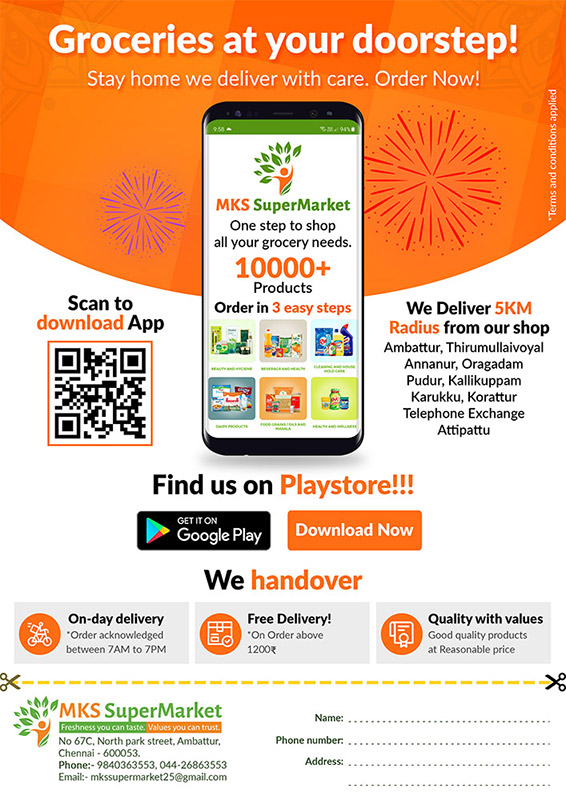 Groceries at your doorstep!
Stay home we deliver with care. Order Now!
*Terms and conditions applied
9:58
94%
MKS SuperMarket
One step to shop
all your grocery needs.
10000+
Products
Order in 3 easy steps
BEAUTY AND HYGIENE
BEVERAGES AND HEALTH
CLEANING AND HOUSE
HOLD CARE
DAIRY PRODUCTS
FOOD GRAINS / OILS AND
MASALA
HEALTH AND WELLNESS
Scan to
download App
We Deliver 5KM
Radius from our shop
Ambattur, Thirumullaivoyal
Annanur, Oragadam
Pudur, Kallikuppam
Karukku, Korattur
Telephone Exchange
Attipattu
Find us on Playstore!!!
GET IT ON
Google Play
Download Now
We handover
On-day delivery
*Order acknowledged
between 7AM to 7PM
Free Delivery!
*On Order above
1200₹
Quality with values
Good quality products
at Reasonable price
MKS SuperMarket
Freshness you can taste. Values you can trust.
No 67C, North park street, Ambattur,
Chennai - 600053.
Phone:- 9840363553, 044-26863553
Email:- mkssupermarket25@gmail.com
Name:
Phone number:
Address: